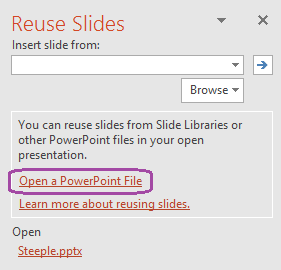 Reuse Slides
Insert slide from:
Browse
You can reuse slides from Slide Libraries or
other PowerPoint files in your open
presentation.
Open a PowerPoint File
Learn more about reusing slides.
Open
Steeple.pptx